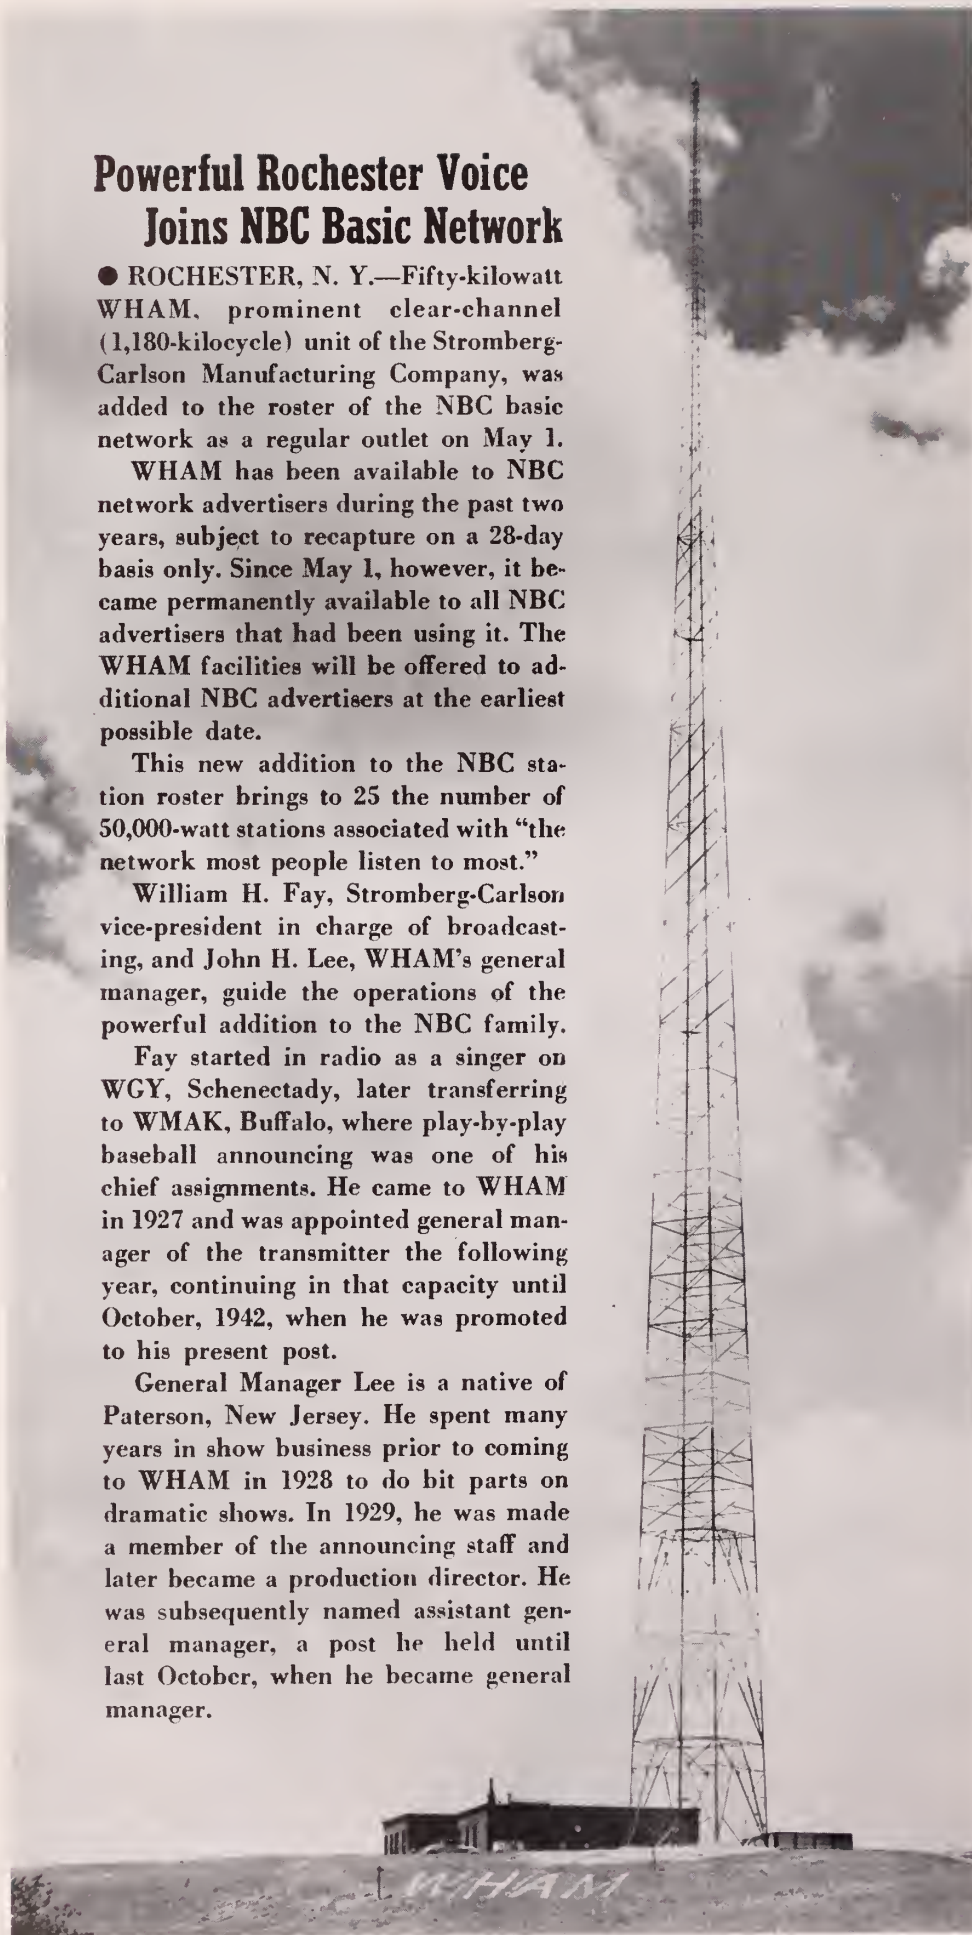 Powerful Rochester Voice
Joins NBC Basic Network
● ROCHESTER, N. Y.—Fifty-kilowatt
WHAM, prominent clear-channel
(1,180-kilocycle) unit of the Stromberg-
Carlson Manufacturing Company, was
added to the roster of the NBC basic
network as a regular outlet on May 1.
WHAM has been available to NBC
network advertisers during the past two
years, subject to recapture on a 28-day
basis only. Since May 1, however, it be-
came permanently available to all NBC
advertisers that had been using it. The
WHAM facilities will be offered to ad-
ditional NBC advertisers at the earliest
possible date.
This new addition to the NBC sta-
tion roster brings to 25 the number of
50,000-watt stations associated with “the
network most people listen to most.”
William H. Fay, Stromberg-Carlson
vice-president in charge of broadcast-
ing, and John H. Lee, WHAM’s general
manager, guide the operations of the
powerful addition to the NBC family.
Fay started in radio as a singer on
WGY, Schenectady, later transferring
to WMAK, Buffalo, where play-by-play
baseball announcing was one of his
chief assignments. He came to WHAM
in 1927 and was appointed general man-
ager of the transmitter the following
year, continuing in that capacity until
October, 1942, when he was promoted
to his present post.
General Manager Lee is a native of
Paterson, New Jersey. He spent many
years in show business prior to coming
to WHAM in 1928 to do bit parts on
dramatic shows. In 1929, he was made
a member of the announcing staff and
later became a production director. He
was subsequently named assistant gen-
eral manager, a post he held until
last October, when he became general
manager.
WHAM